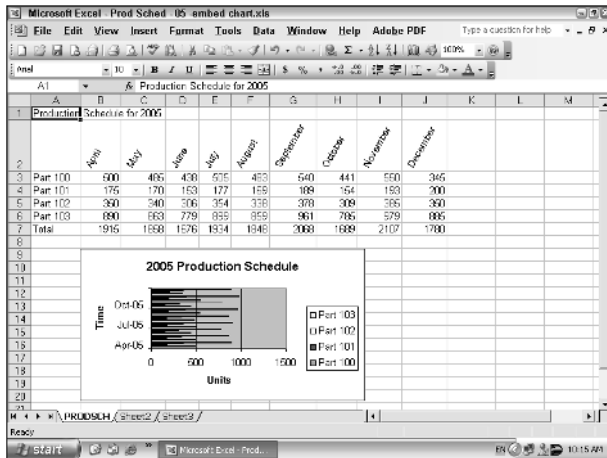 Microsoft Excel - Prod Sched - 05 -embed chart.xls
File Edit View Insert Format Tools Data Window Help Adobe PDF Type a question for help
100%
Arial 10 B I U $ % ,
A1 fx Production Schedule for 2005
A B C D E F G H I J K L M
1 Production Schedule for 2005
2 April May June July August September October November December
3 Part 100 500 485 438 505 483 540 441 550 345
4 Part 101 175 170 153 177 169 189 154 193 200
5 Part 102 350 340 306 354 338 378 309 385 350
6 Part 103 890 863 779 899 859 961 785 979 885
7 Total 1915 1858 1676 1934 1848 2068 1689 2107 1780
8
9
10 2005 Production Schedule
11
12
13 Oct-05 Part 103
14 Time Jul-05 Part 102
15 Part 101
16 Apr-05 Part 100
17 0 500 1000 1500
18 Units
19
20
21
PRODSCH / Sheet2 / Sheet3 /
Ready
start Microsoft Excel - Prod... EN 10:15 AM